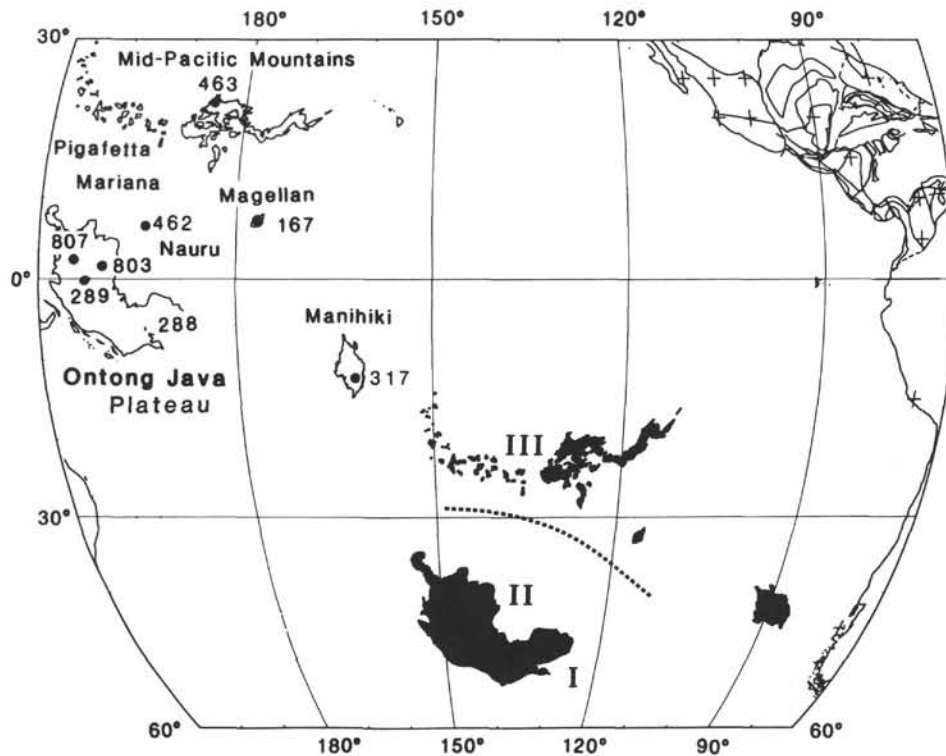 180° 150° 120° 90°
30°
Mid-Pacific Mountains
463
Pigafetta
Mariana
Magellan
462
167
807
Nauru
803
0°
289
288
Manihiki
Ontong Java
317
Plateau
III
30° 30°
II
I
60° 60°
180° 150° 120° 90°